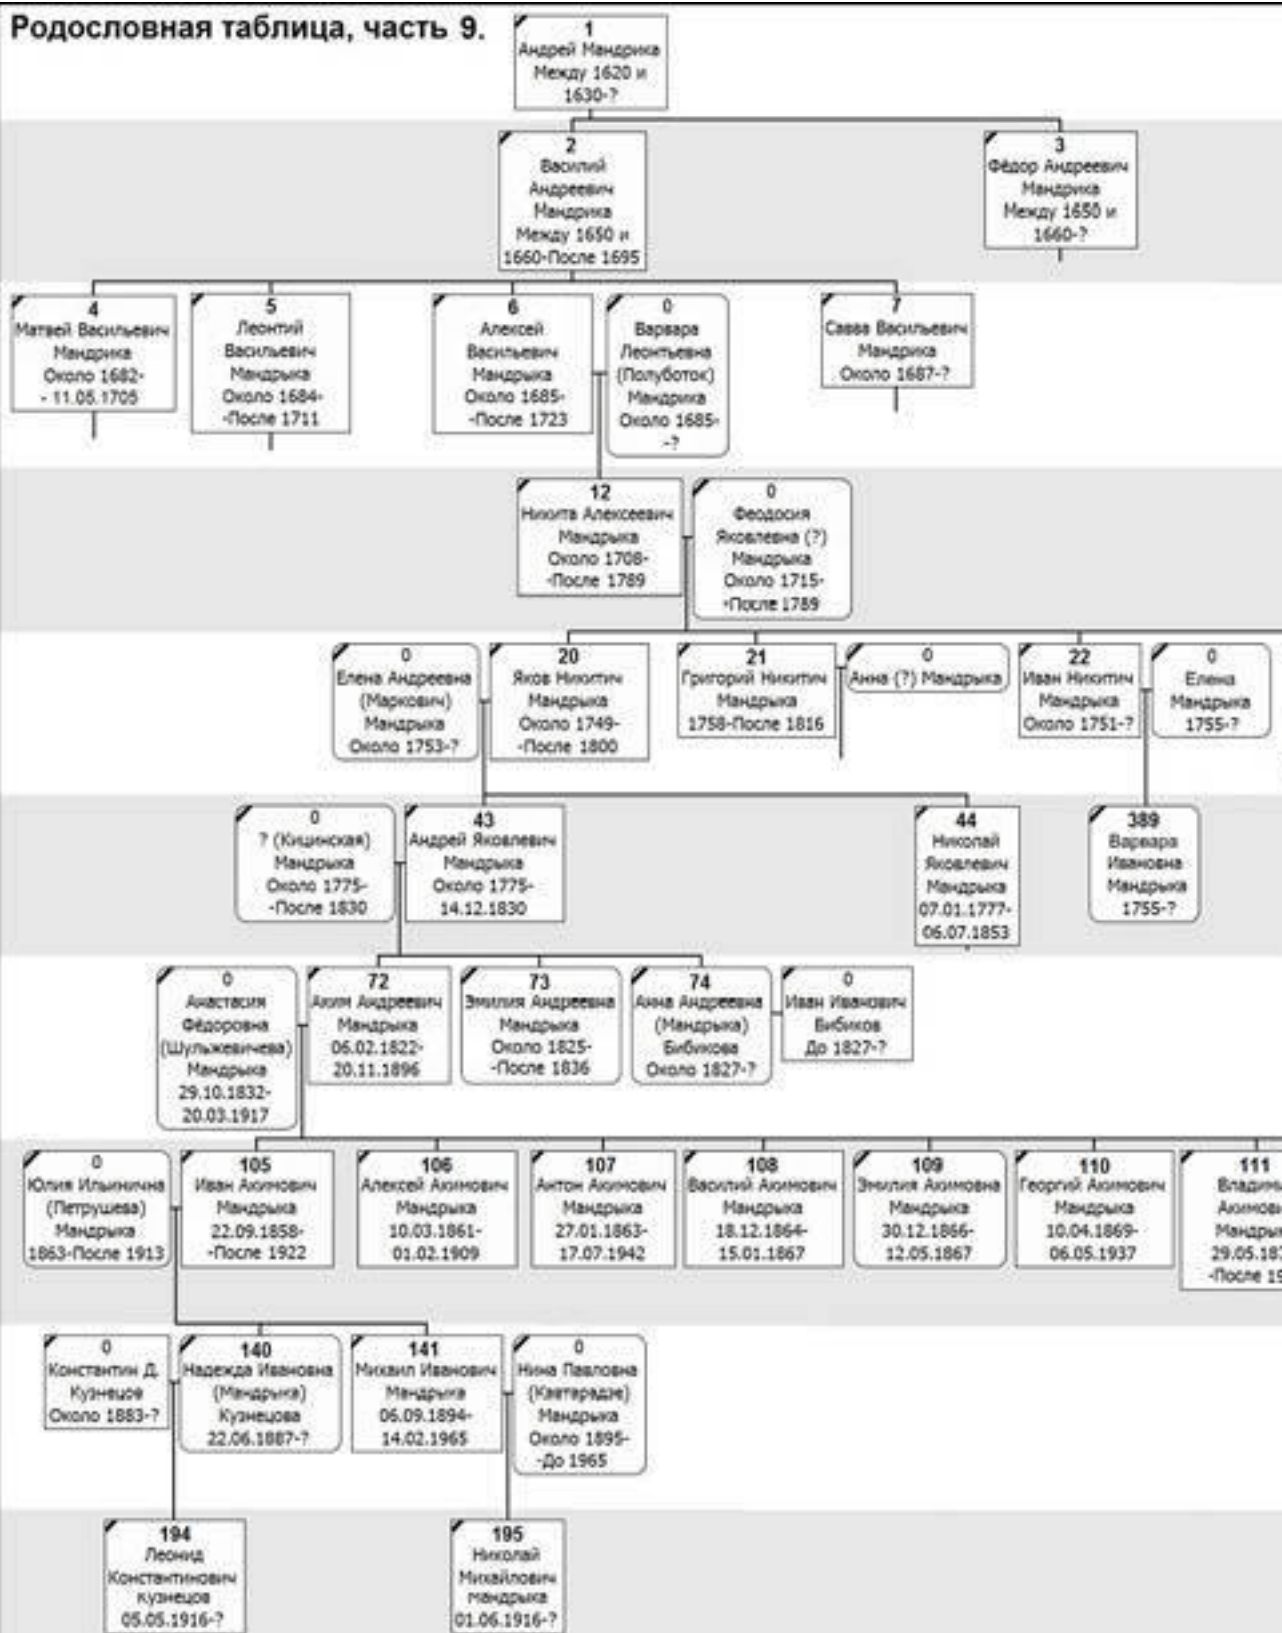 Родословная таблица, часть 9.
1
Андрей Мандрика
Между 1620 и
1630-?
2
Василий
Андреевич
Мандрика
Между 1650 и
1660-После 1695
3
Фёдор Андреевич
Мандрика
Между 1650 и
1660-?
4
Матвей Васильевич
Мандрика
Около 1682-
- 11.05.1705
5
Леонтий
Васильевич
Мандрыка
Около 1684-
-После 1711
6
Алексей
Васильевич
Мандрыка
Около 1685-
-После 1723
0
Варвара
Леонтьевна
(Полуботок)
Мандрика
Около 1685-
-?
7
Савва Васильевич
Мандрика
Около 1687-?
12
Никита Алексеевич
Мандрыка
Около 1708-
-После 1789
0
Феодосия
Яковлевна (?)
Мандрыка
Около 1715-
-После 1789
0
Елена Андреевна
(Маркович)
Мандрыка
Около 1753-?
20
Яков Никитич
Мандрыка
Около 1749-
-После 1800
21
Григорий Никитич
Мандрыка
1758-После 1816
0
Анна (?) Мандрыка
22
Иван Никитич
Мандрыка
Около 1751-?
0
Елена
Мандрыка
1755-?
0
? (Кицинская)
Мандрыка
Около 1775-
-После 1830
43
Андрей Яковлевич
Мандрыка
Около 1775-
14.12.1830
44
Николай
Яковлевич
Мандрыка
07.01.1777-
06.07.1853
389
Варвара
Ивановна
Мандрыка
1755-?
0
Анастасия
Фёдоровна
(Шульжевичева)
Мандрыка
29.10.1832-
20.03.1917
72
Аким Андреевич
Мандрыка
06.02.1822-
20.11.1896
73
Эмилия Андреевна
Мандрыка
Около 1825-
-После 1836
74
Анна Андреевна
(Мандрыка)
Бибикова
Около 1827-?
0
Иван Иванович
Бибиков
До 1827-?
0
Юлия Ильинична
(Петрушева)
Мандрыка
1863-После 1913
105
Иван Акимович
Мандрыка
22.09.1858-
-После 1922
106
Алексей Акимович
Мандрыка
10.03.1861-
01.02.1909
107
Антон Акимович
Мандрыка
27.01.1863-
17.07.1942
108
Василий Акимович
Мандрыка
18.12.1864-
15.01.1867
109
Эмилия Акимовна
Мандрыка
30.12.1866-
12.05.1867
110
Георгий Акимович
Мандрыка
10.04.1869-
06.05.1937
111
Владими
Акимови
Мандры
29.05.18
-После 19
0
Константин Д.
Кузнецов
Около 1883-?
140
Надежда Ивановна
(Мандрыка)
Кузнецова
22.06.1887-?
141
Михаил Иванович
Мандрыка
06.09.1894-
14.02.1965
0
Нина Павловна
(Кавтарадзе)
Мандрыка
Около 1895-
-До 1965
194
Леонид
Константинович
кузнецов
05.05.1916-?
195
Николай
Михайлович
мандрыка
01.06.1916-?